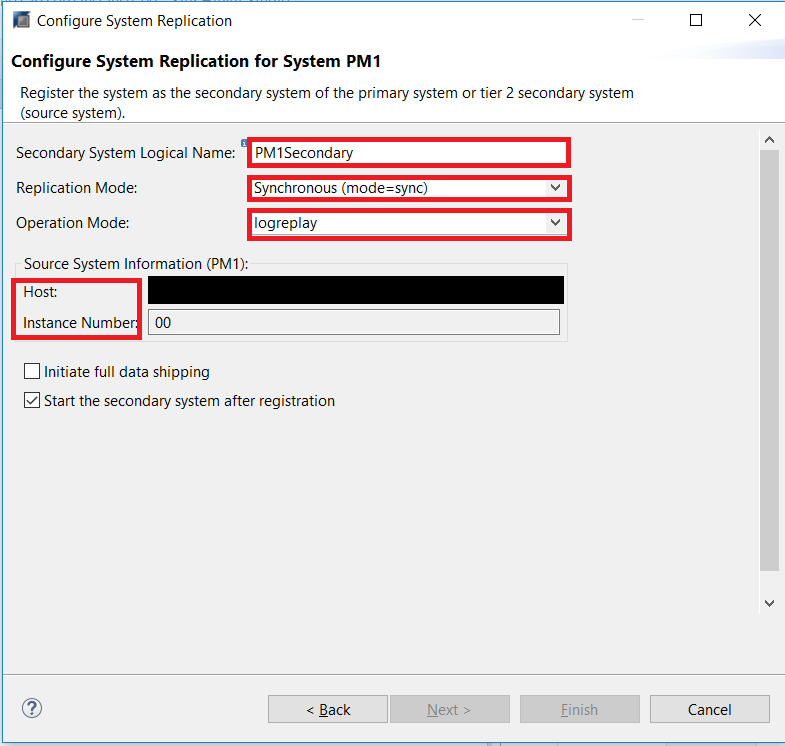 Configure System Replication
Configure System Replication for System PM1
Register the system as the secondary system of the primary system or tier 2 secondary system
(source system).
Secondary System Logical Name: PM1Secondary
Replication Mode: Synchronous (mode=sync)
Operation Mode: logreplay
Source System Information (PM1):
Host:
Instance Number: 00
Initiate full data shipping
Start the secondary system after registration
? < Back Next > Finish Cancel